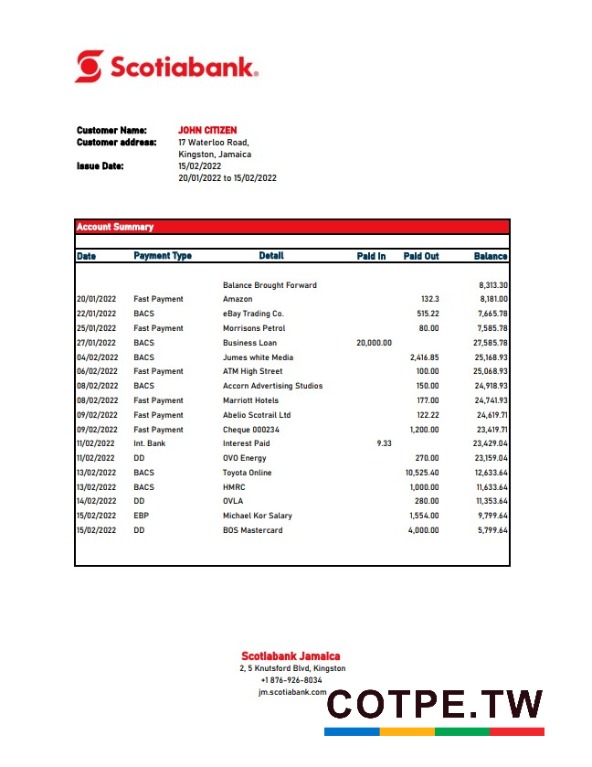 Scotiabank®
Customer Name: JOHN CITIZEN
Customer address: 17 Waterloo Road,
Kingston, Jamaica
Issue Date: 15/02/2022
20/01/2022 to 15/02/2022
Account Summary
Date Payment Type Detail Paid In Paid Out Balance
Balance Brought Forward 8,313.30
20/01/2022 Fast Payment Amazon 132.3 8,181.00
22/01/2022 BACS eBay Trading Co. 515.22 7,665.78
25/01/2022 Fast Payment Morrisons Petrol 80.00 7,585.78
27/01/2022 BACS Business Loan 20,000.00 27,585.78
04/02/2022 BACS Jumes white Media 2,416.85 25,168.93
06/02/2022 Fast Payment ATM High Street 100.00 25,068.93
08/02/2022 BACS Accorn Advertising Studios 150.00 24,918.93
08/02/2022 Fast Payment Marriott Hotels 177.00 24,741.93
09/02/2022 Fast Payment Abelio Scotrail Ltd 122.22 24,619.71
09/02/2022 Fast Payment Cheque 000234 1,200.00 23,419.71
11/02/2022 Int. Bank Interest Paid 9.33 23,429.04
11/02/2022 DD OVO Energy 270.00 23,159.04
13/02/2022 BACS Toyota Online 10,525.40 12,633.64
13/02/2022 BACS HMRC 1,000.00 11,633.64
14/02/2022 DD OVLA 280.00 11,353.64
15/02/2022 EBP Michael Kor Salary 1,554.00 9,799.64
15/02/2022 DD BOS Mastercard 4,000.00 5,799.64
Scotiabank Jamaica
2, 5 Knutsford Blvd, Kingston
+1 876-926-8034
jm.scotiabank.com
COTPE.TW